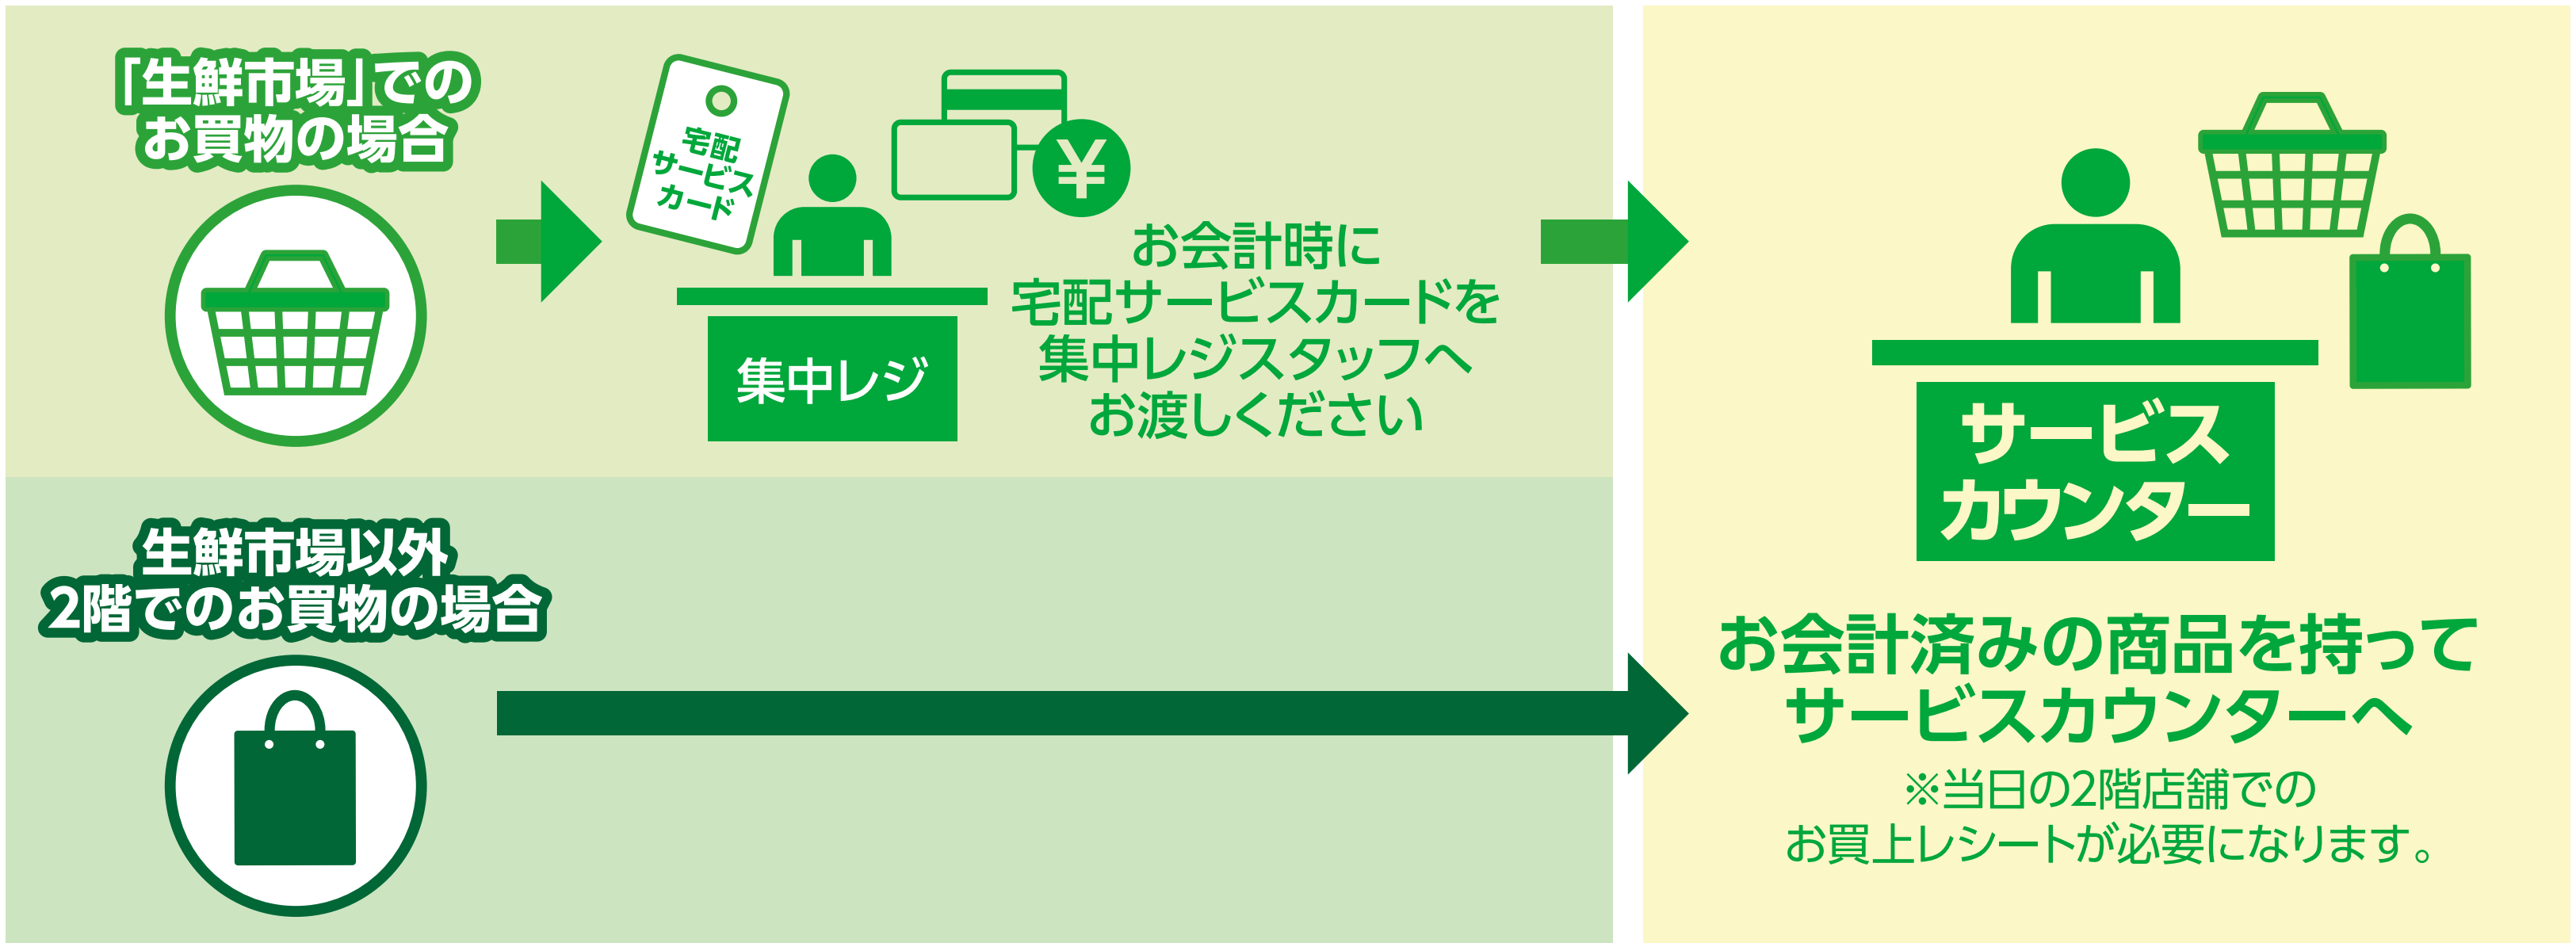 「生鮮市場」での
お買物の場合
宅配
サービス
カード
¥
集中レジ
お会計時に
宅配サービスカードを
集中レジスタッフへ
お渡しください
生鮮市場以外
2階でのお買物の場合
サービス
カウンター
お会計済みの商品を持って
サービスカウンターへ
※当日の2階店舗での
お買上レシートが必要になります。